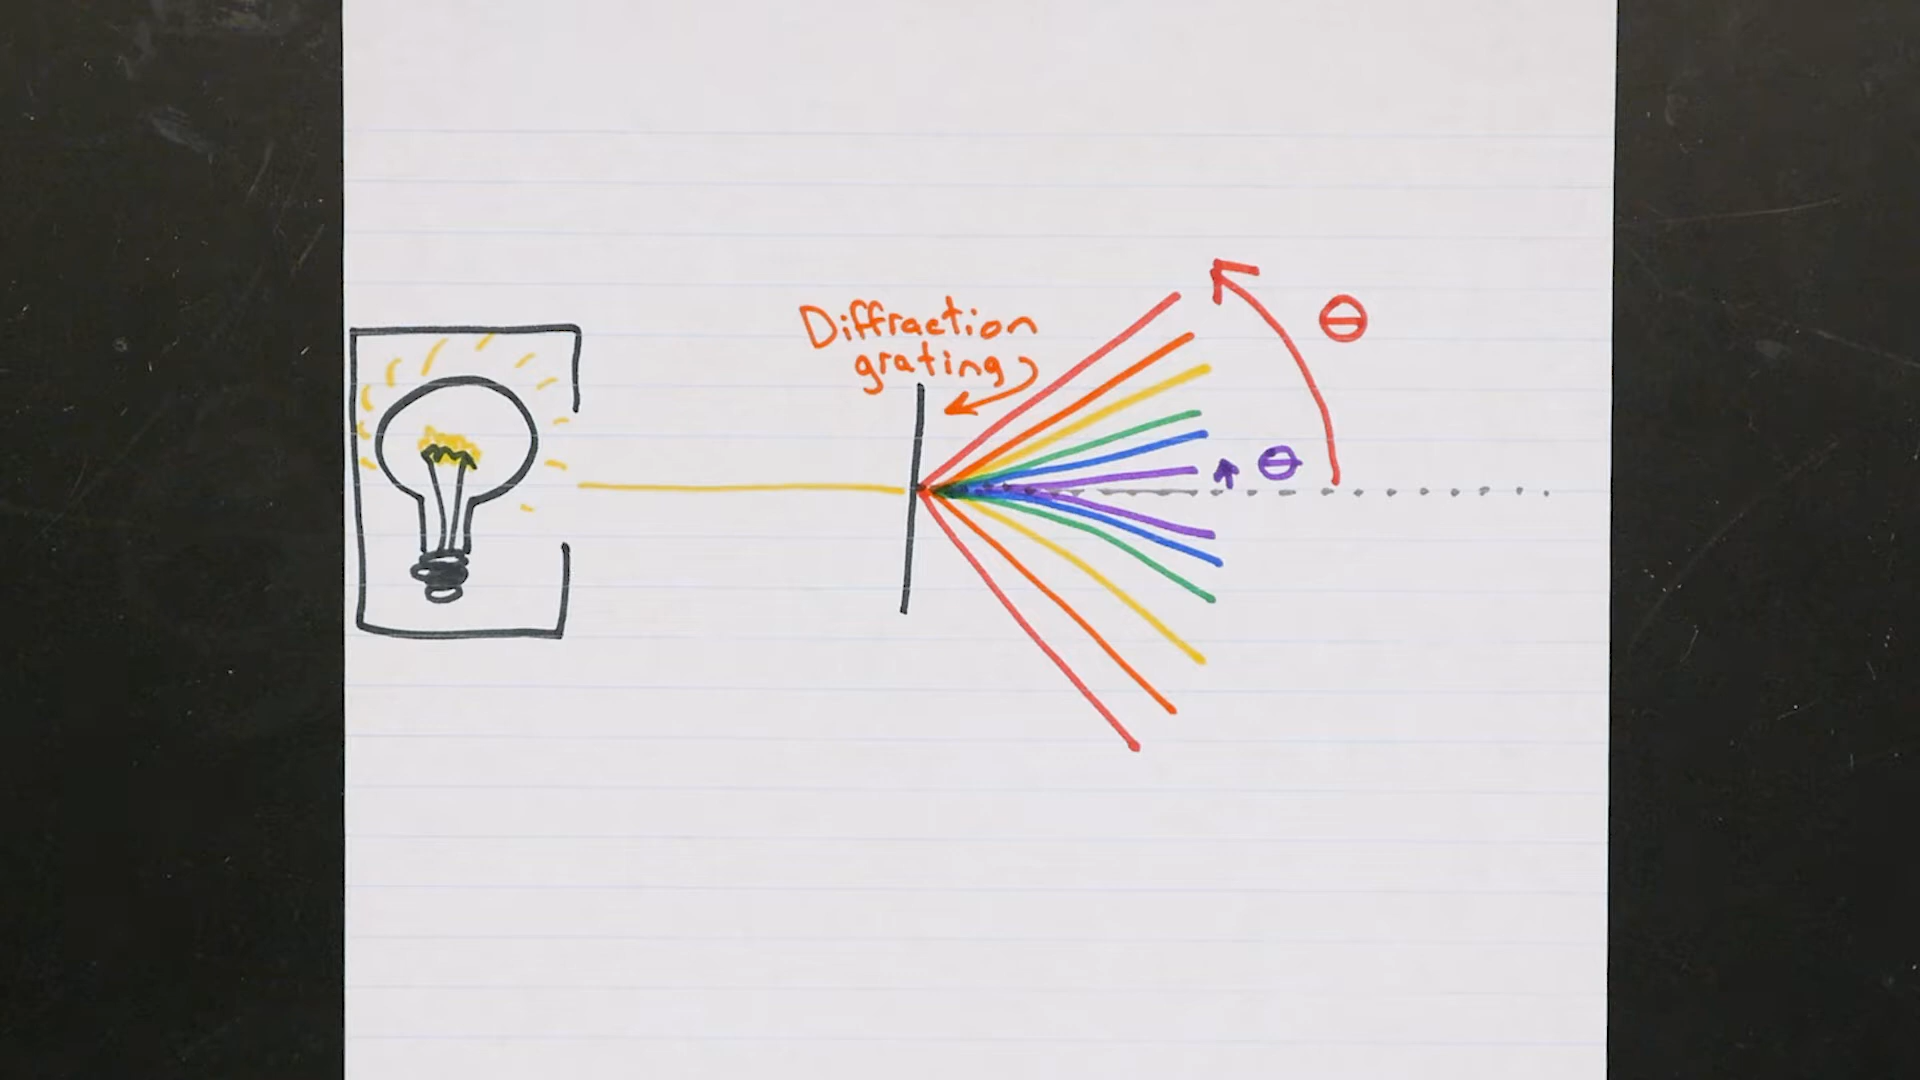 Diffraction
grating
Θ
Θ